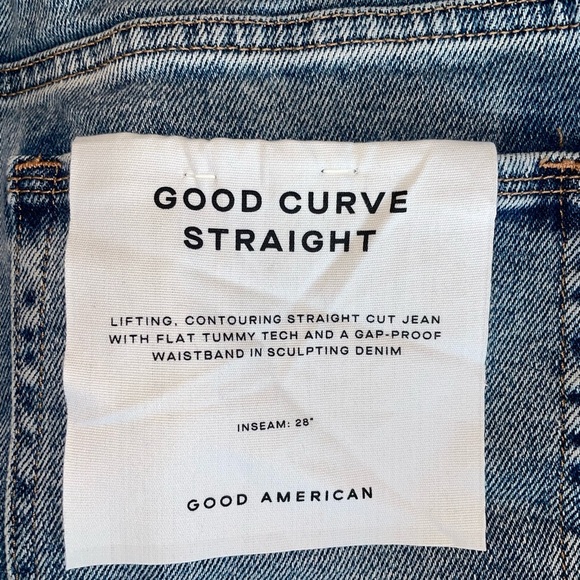 GOOD CURVE
STRAIGHT
LIFTING, CONTOURING STRAIGHT CUT JEAN
WITH FLAT TUMMY TECH AND A GAP-PROOF
WAISTBAND IN SCULPTING DENIM
INSEAM: 28"
GOOD AMERICAN